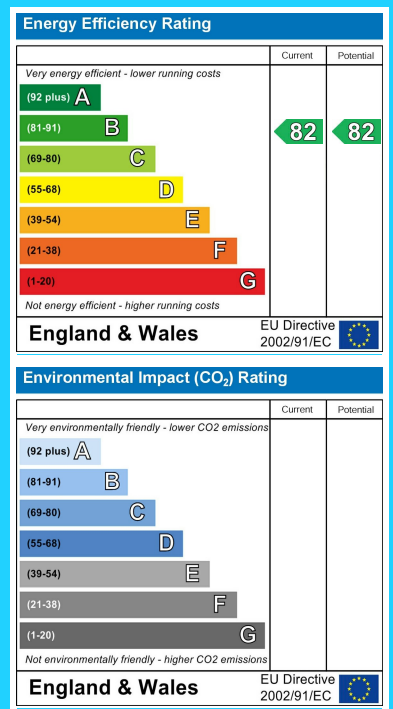 Energy Efficiency Rating
Current Potential
Very energy efficient - lower running costs
(92 plus) A
(81-91) B 82 82
(69-80) C
(55-68) D
(39-54) E
(21-38) F
(1-20) G
Not energy efficient - higher running costs
England & Wales
EU Directive
2002/91/EC
Environmental Impact (CO₂) Rating
Current Potential
Very environmentally friendly - lower CO2 emissions
(92 plus) A
(81-91) B
(69-80) C
(55-68) D
(39-54) E
(21-38) F
(1-20) G
Not environmentally friendly - higher CO2 emissions
England & Wales
EU Directive
2002/91/EC